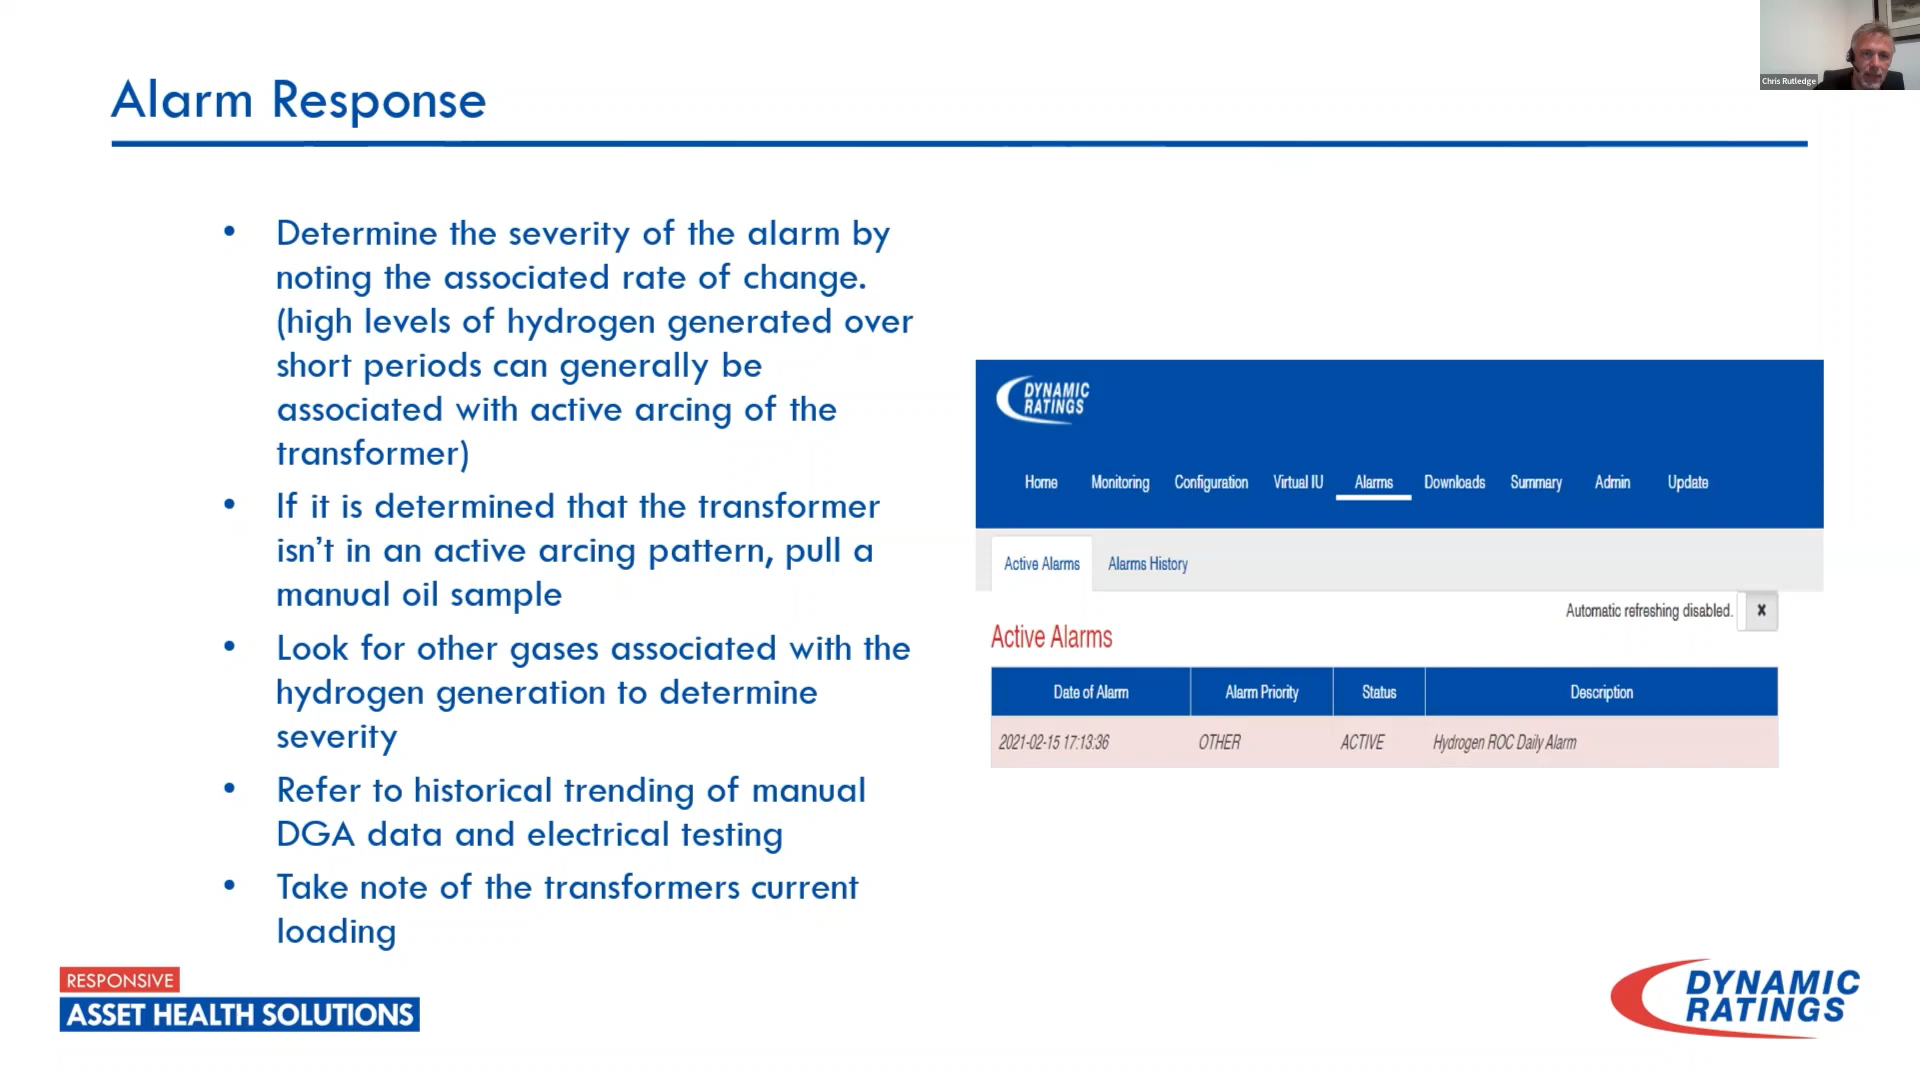 Chris Rutledge
Alarm Response
• Determine the severity of the alarm by
noting the associated rate of change.
(high levels of hydrogen generated over
short periods can generally be
associated with active arcing of the
transformer)
• If it is determined that the transformer
isn’t in an active arcing pattern, pull a
manual oil sample
• Look for other gases associated with the
hydrogen generation to determine
severity
• Refer to historical trending of manual
DGA data and electrical testing
• Take note of the transformers current
loading
DYNAMIC
RATINGS
Home Monitoring Configuration Virtual IU Alarms Downloads Summary Admin Update
Active Alarms Alarms History
Automatic refreshing disabled. x
Active Alarms
Date of Alarm Alarm Priority Status Description
2021-02-15 17:13:36 OTHER ACTIVE Hydrogen ROC Daily Alarm
RESPONSIVE
ASSET HEALTH SOLUTIONS
DYNAMIC
RATINGS